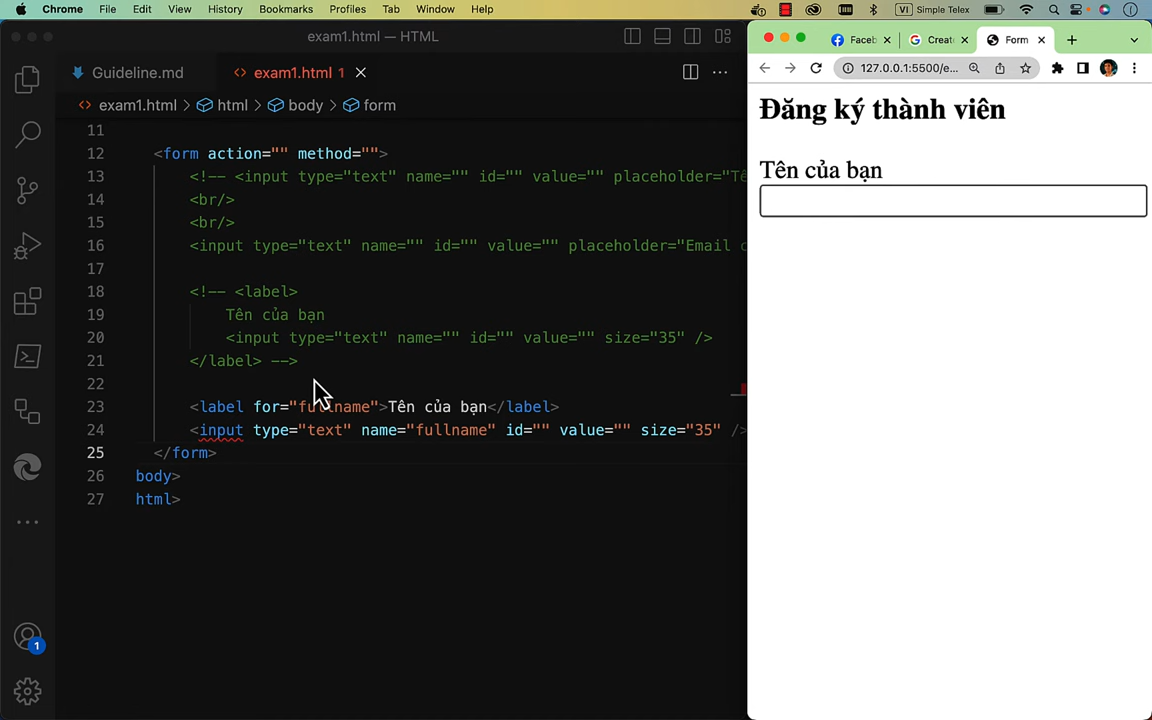 Chrome File Edit View History Bookmarks Profiles Tab Window Help VI Simple Telex
exam1.html — HTML
Guideline.md
exam1.html 1
exam1.html > html > body > form
11
12 <form action="" method="">
13 <!-- <input type="text" name="" id="" value="" placeholder="Tê
14 <br/>
15 <br/>
16 <input type="text" name="" id="" value="" placeholder="Email c
17
18 <!-- <label>
19 Tên của bạn
20 <input type="text" name="" id="" value="" size="35" />
21 </label> -->
22
23 <label for="fullname">Tên của bạn</label>
24 <input type="text" name="fullname" id="" value="" size="35" />
25 </form>
26 body>
27 html>
1
Faceb
Create
Form
127.0.0.1:5500/e...
Đăng ký thành viên
Tên của bạn